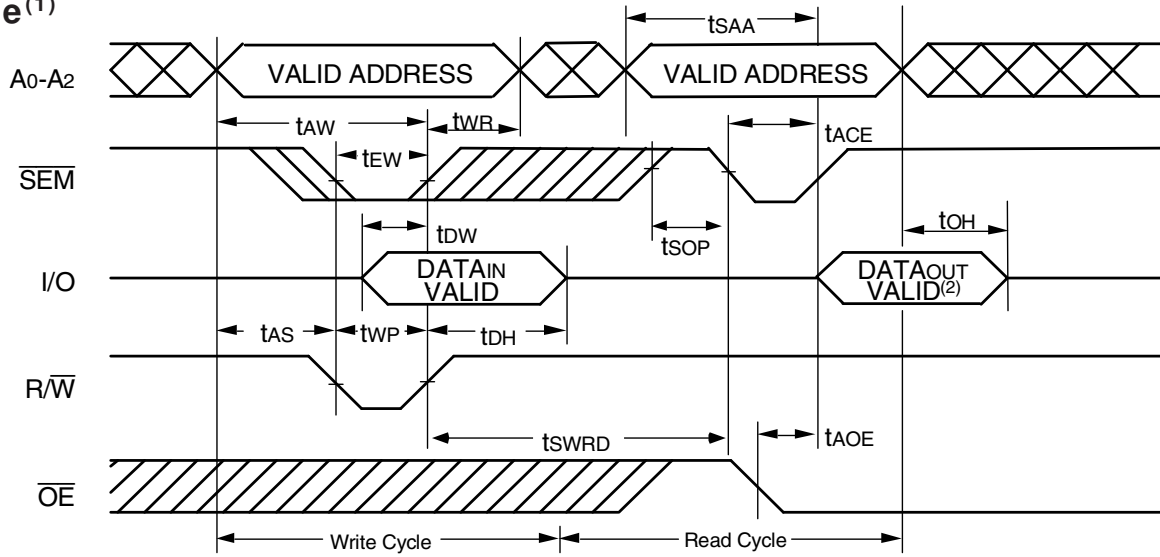 e(1)
tSAA
A0-A2 VALID ADDRESS VALID ADDRESS
tAW tWR tACE
tEW
SEM
tDW tSOP tOH
I/O DATAIN VALID DATAOUT VALID(2)
tAS tWP tDH
R/W
tSWRD tAOE
OE
Write Cycle Read Cycle